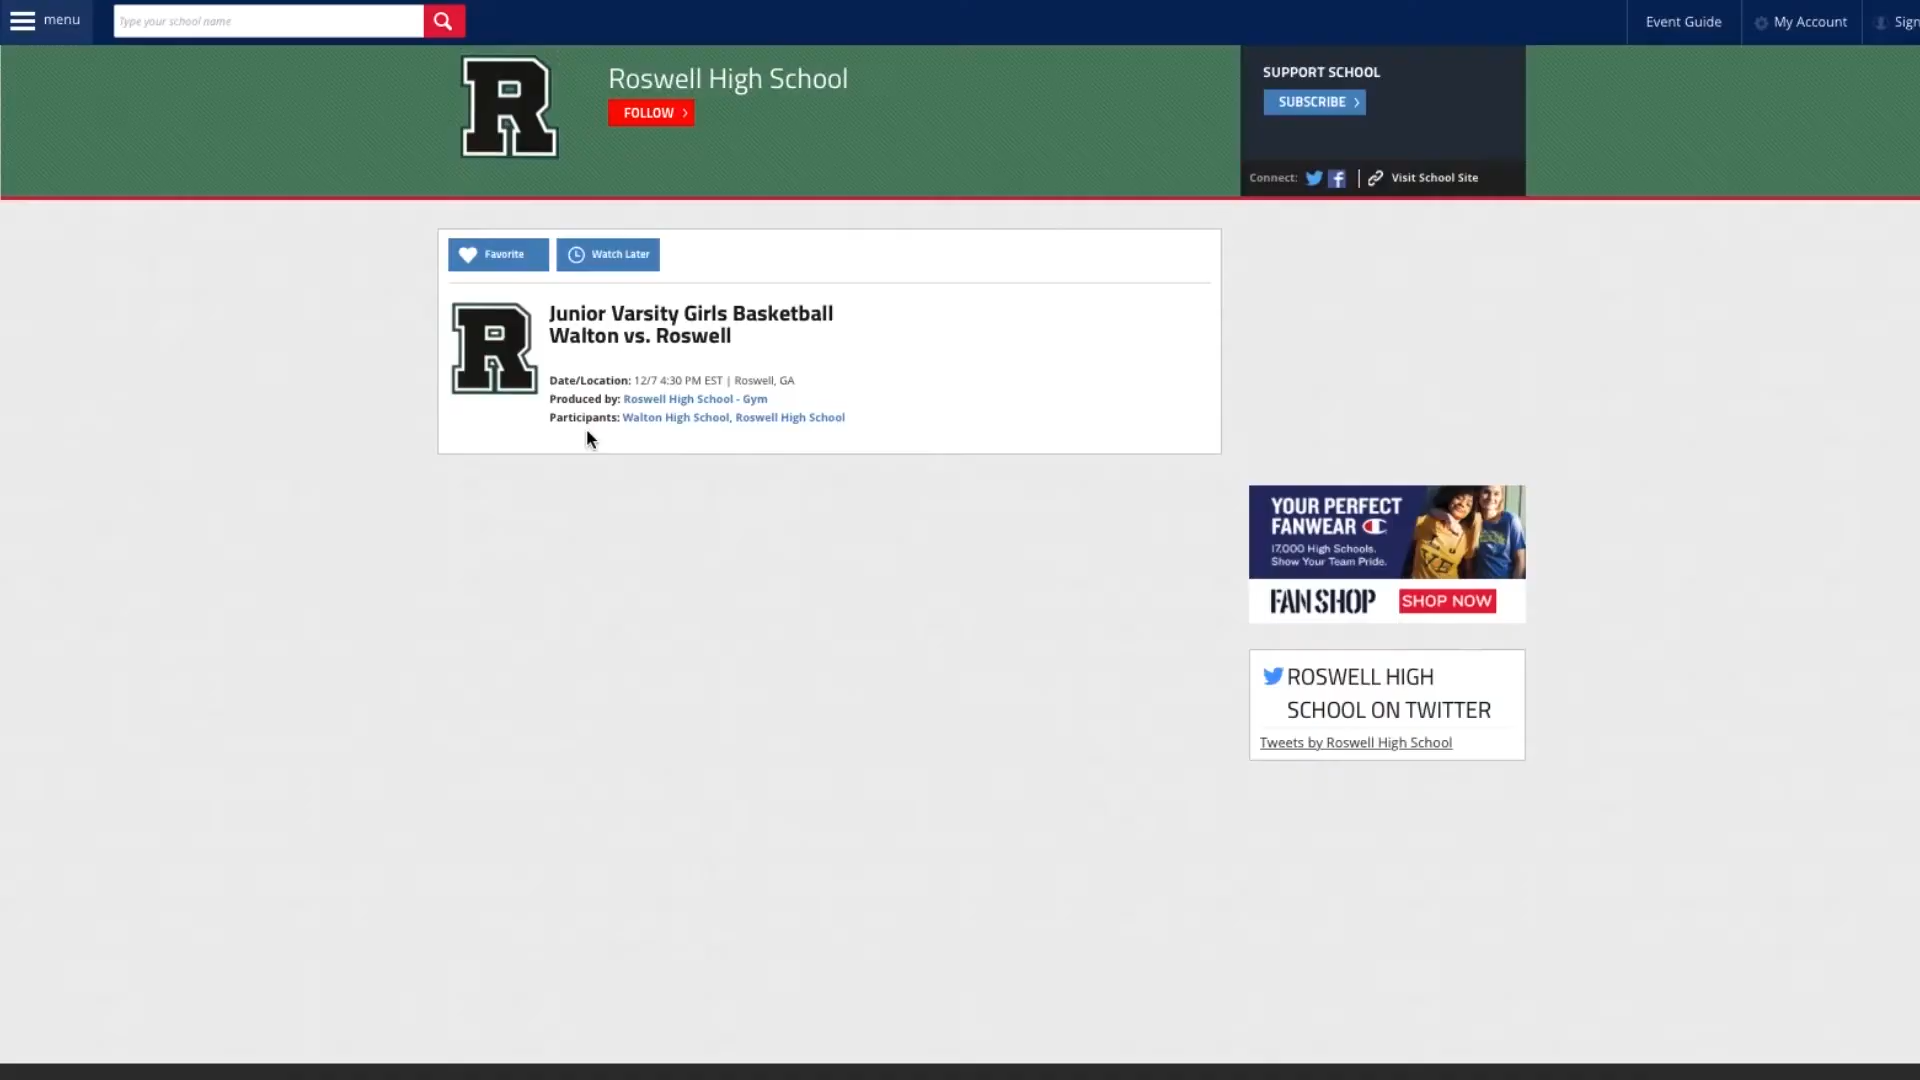 menu
Type your school name
Event Guide
My Account
Sign
R
Roswell High School
FOLLOW
SUPPORT SCHOOL
SUBSCRIBE
Connect:
Visit School Site
Favorite
Watch Later
R
Junior Varsity Girls Basketball
Walton vs. Roswell
Date/Location: 12/7 4:30 PM EST | Roswell, GA
Produced by: Roswell High School - Gym
Participants: Walton High School, Roswell High School
YOUR PERFECT
FANWEAR
17,000 High Schools.
Show Your Team Pride.
FAN SHOP
SHOP NOW
ROSWELL HIGH
SCHOOL ON TWITTER
Tweets by Roswell High School